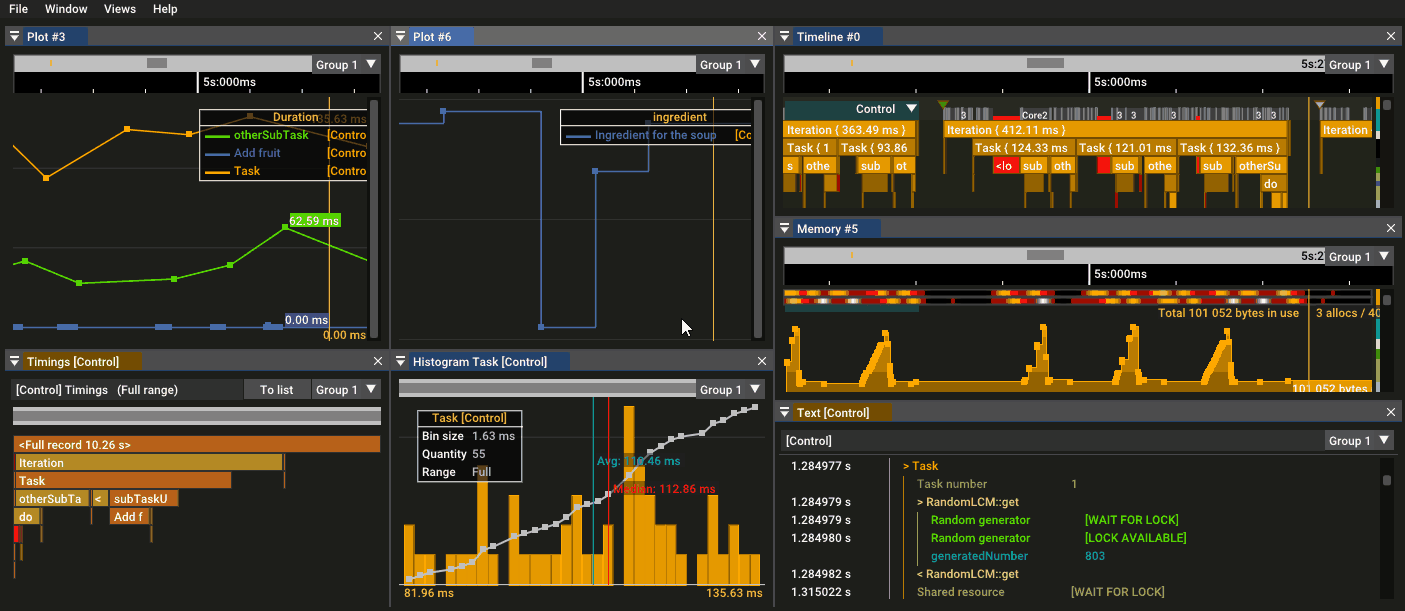 File Window Views Help
Plot #3
Group 1
5s:000ms
Duration
35.63 ms
otherSubTask [Contro
Add fruit [Contro
Task [Contro
62.59 ms
0.00 ms
0.00 ms
Plot #6
Group 1
5s:000ms
ingredient
Ingredient for the soup [Co
Timeline #0
5s:2 Group 1
5s:000ms
Control
3 Core2 3 3 3 3 3
Iteration ( 363.49 ms ) Iteration ( 412.11 ms ) Iteration
Task ( 1 Task ( 93.86 Task ( 124.33 ms Task ( 121.01 ms Task ( 132.36 ms )
s othe sub ot <lo sub oth sub othe sub otherSu
do
Memory #5
5s:2 Group 1
5s:000ms
Total 101 052 bytes in use 3 allocs / 40
101 052 bytes
Timings [Control]
[Control] Timings (Full range) To list Group 1
<Full record 10.26 s>
Iteration
Task
otherSubTa < subTaskU
do Add f
Histogram Task [Control]
Group 1
Task [Control]
Bin size 1.63 ms
Quantity 55
Range Full
Median: 112.86 ms
81.96 ms 135.63 ms
Text [Control]
[Control] Group 1
1.284977 s > Task
Task number 1
1.284979 s > RandomLCM::get
1.284979 s Random generator [WAIT FOR LOCK]
1.284980 s Random generator [LOCK AVAILABLE]
generatedNumber 803
1.284982 s < RandomLCM::get
1.315022 s Shared resource [WAIT FOR LOCK]